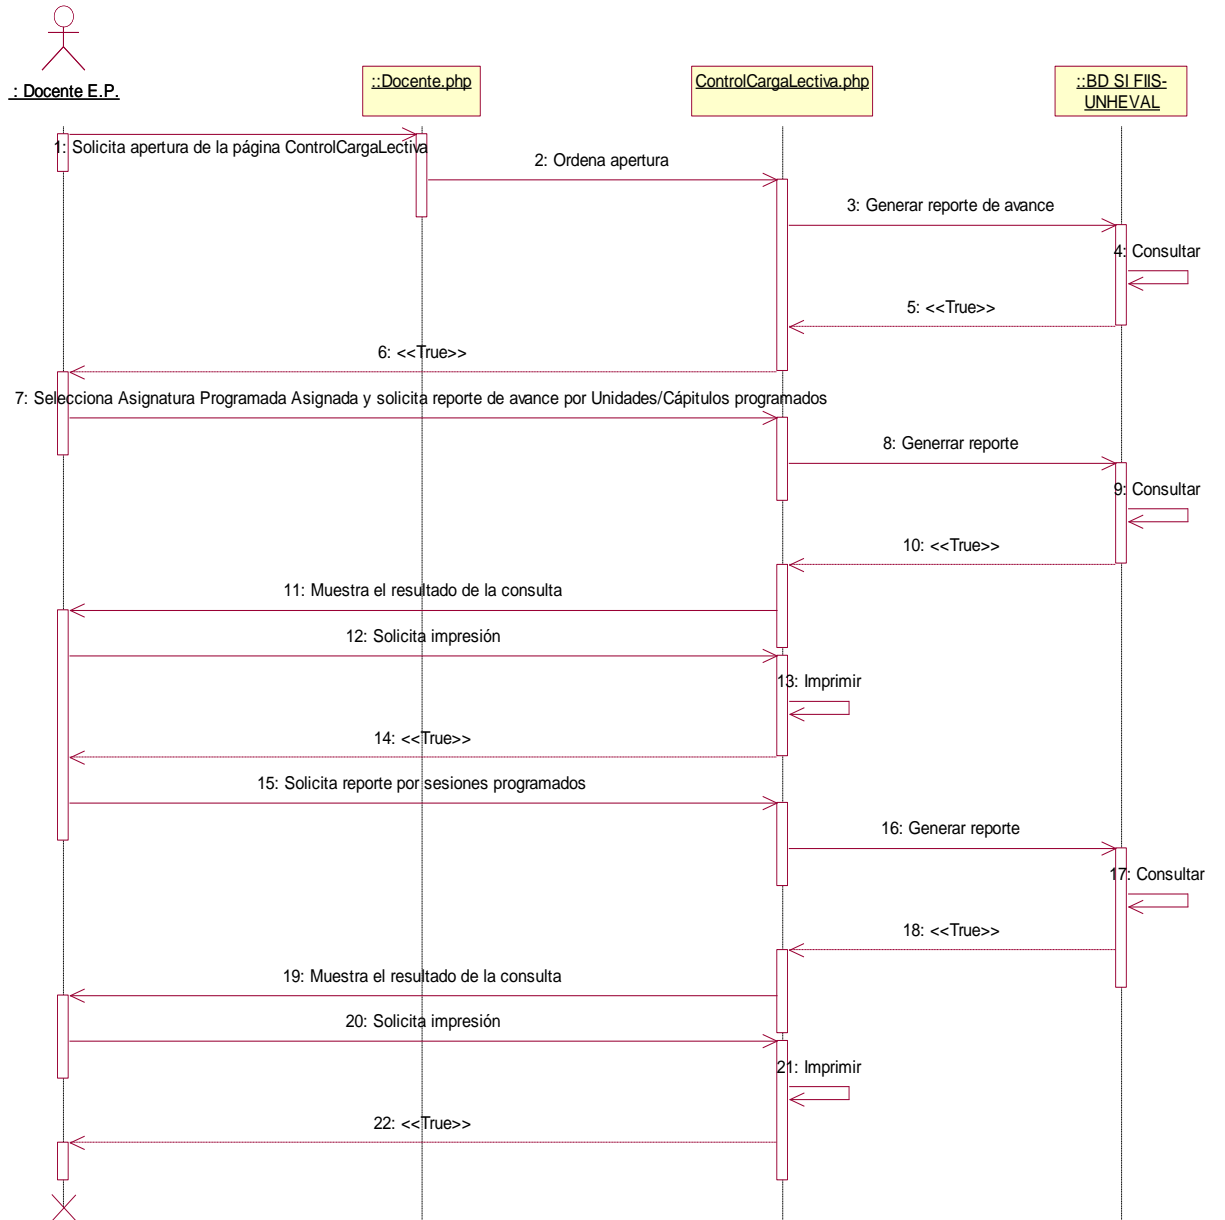 : Docente E.P.
::Docente.php
ControlCargaLectiva.php
::BD SI FIIS-
UNHEVAL
1: Solicita apertura de la página ControlCargaLectiva
2: Ordena apertura
3: Generar reporte de avance
4: Consultar
5: <<True>>
6: <<True>>
7: Selecciona Asignatura Programada Asignada y solicita reporte de avance por Unidades/Cápitulos programados
8: Generrar reporte
9: Consultar
10: <<True>>
11: Muestra el resultado de la consulta
12: Solicita impresión
13: Imprimir
14: <<True>>
15: Solicita reporte por sesiones programados
16: Generar reporte
17: Consultar
18: <<True>>
19: Muestra el resultado de la consulta
20: Solicita impresión
21: Imprimir
22: <<True>>